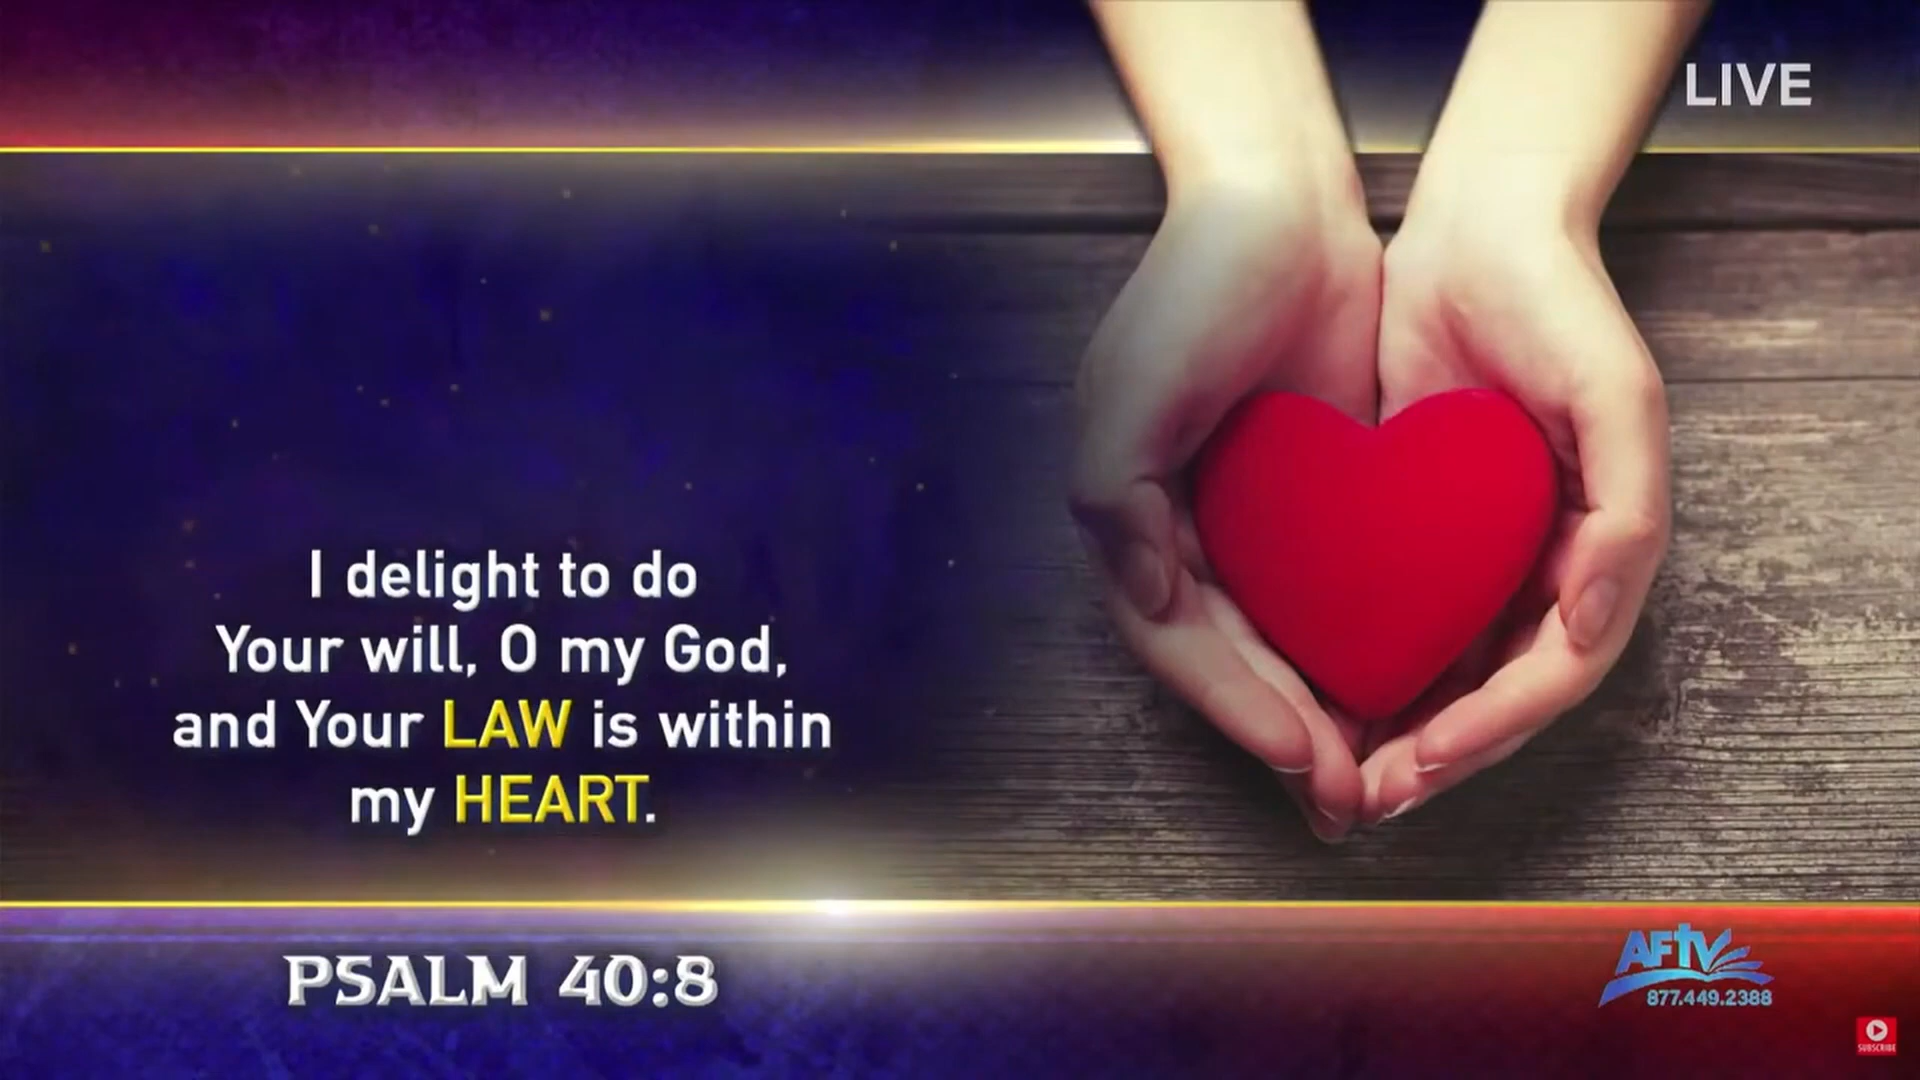 LIVE
I delight to do
Your will, O my God,
and Your LAW is within
my HEART.
PSALM 40:8
AFTV
877.449.2388
SUBSCRIBE